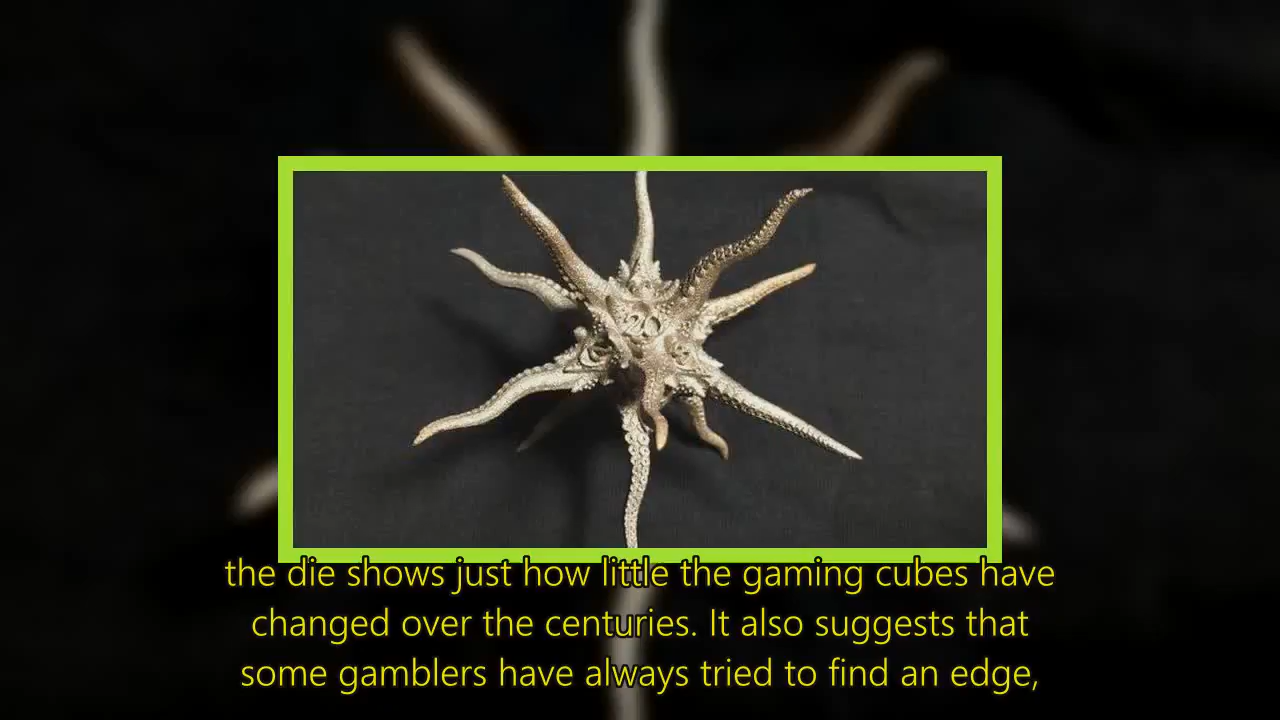 20
the die shows just how little the gaming cubes have
changed over the centuries. It also suggests that
some gamblers have always tried to find an edge,